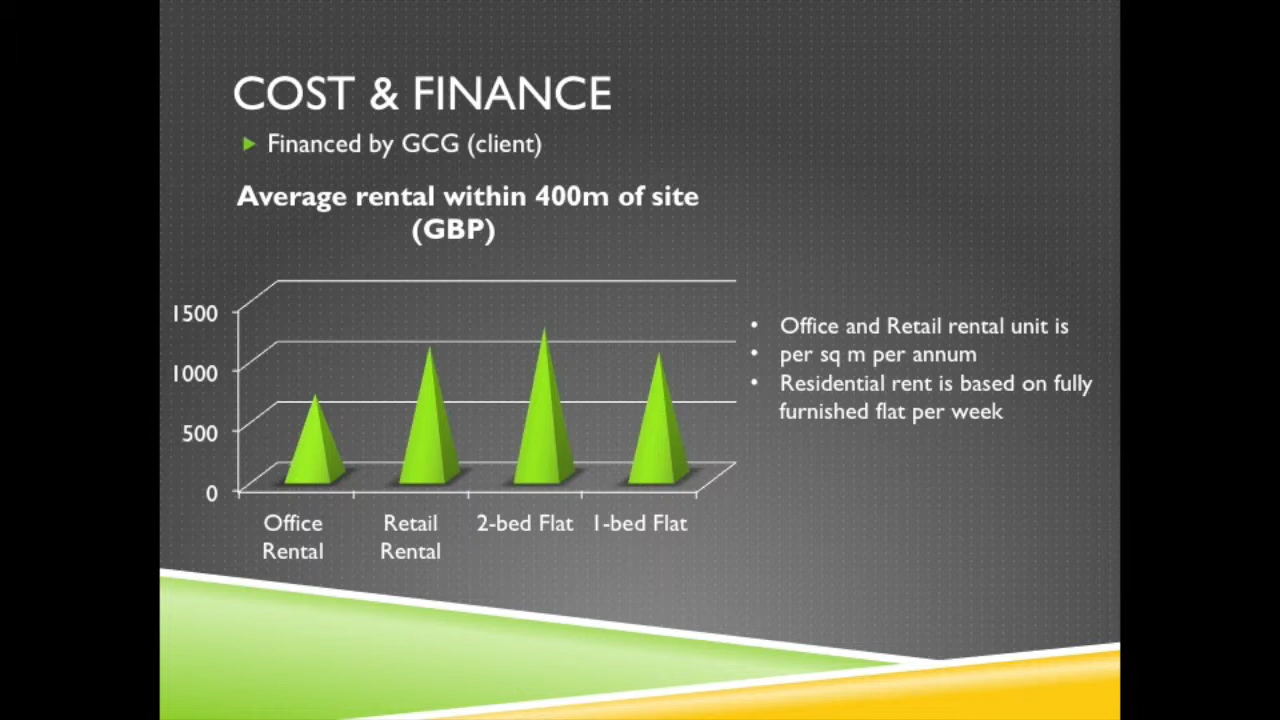 COST & FINANCE
Financed by GCG (client)
Average rental within 400m of site
(GBP)
1500
1000
500
0
Office
Rental
Retail
Rental
2-bed Flat
1-bed Flat
• Office and Retail rental unit is
• per sq m per annum
• Residential rent is based on fully
furnished flat per week